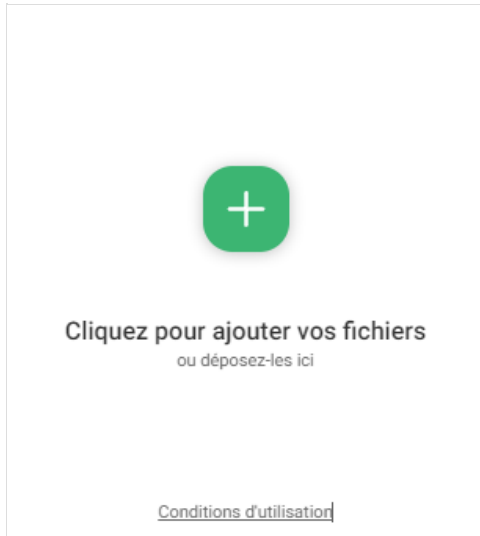 Cliquez pour ajouter vos fichiers
ou déposez-les ici
Conditions d'utilisation